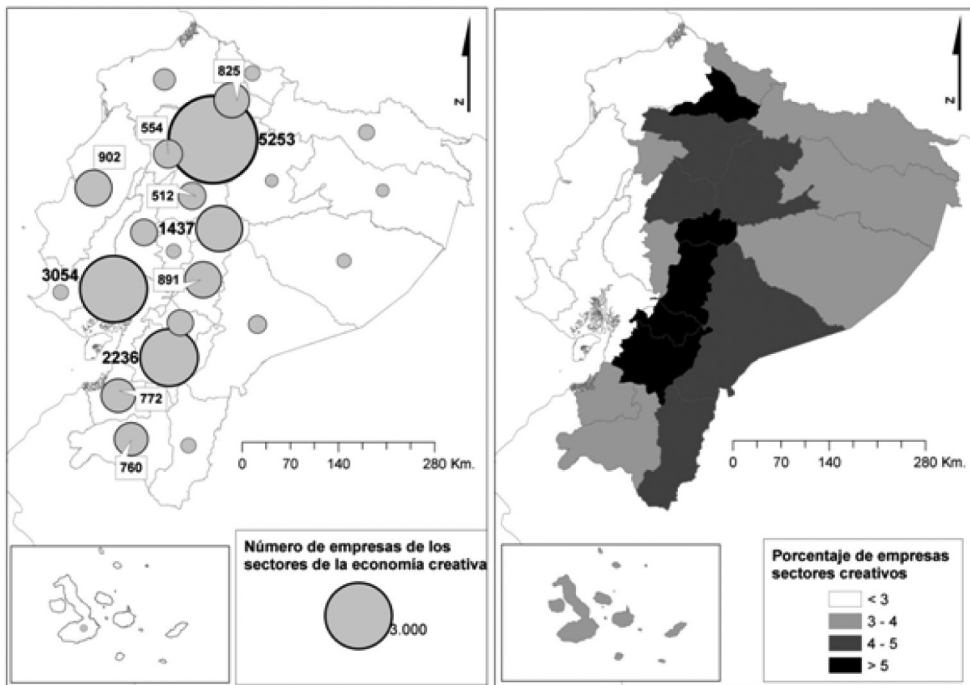 N
825
554
5253
902
512
1437
3054
891
2236
772
760
0 70 140 280 Km.
Número de empresas de los
sectores de la economía creativa
3.000
N
0 70 140 280 Km.
Porcentaje de empresas
sectores creativos
< 3
3 - 4
4 - 5
> 5